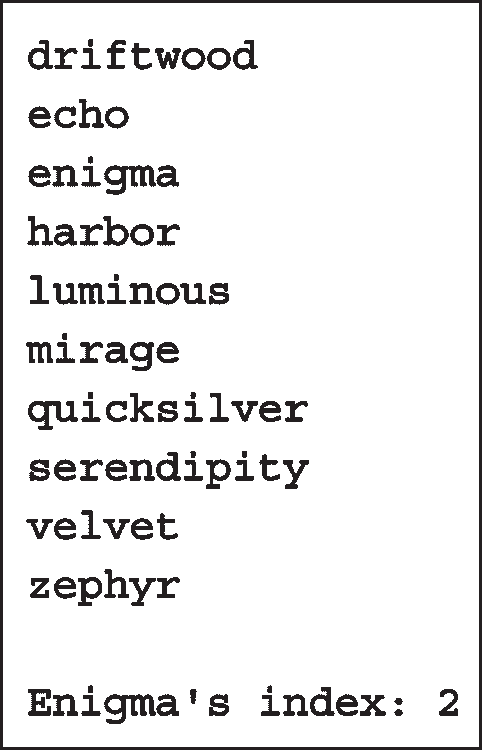 driftwood
echo
enigma
harbor
luminous
mirage
quicksilver
serendipity
velvet
zephyr
Enigma's index: 2